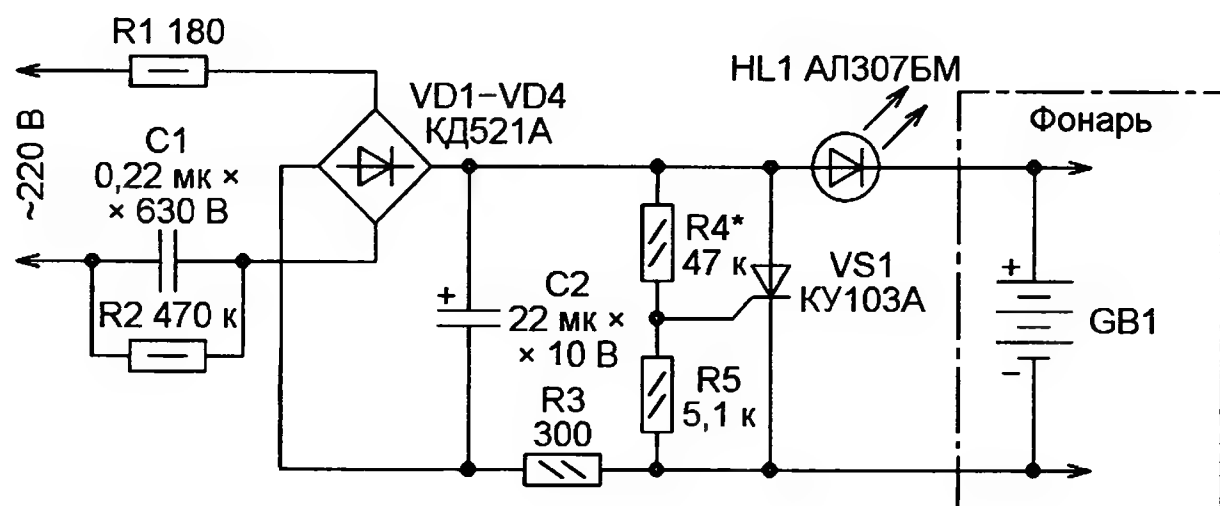 R1 180
~220 В
C1
0,22 мк ×
× 630 В
R2 470 к
VD1–VD4
КД521А
C2
22 мк ×
× 10 В
R3
300
R4*
47 к
R5
5,1 к
VS1
КУ103А
HL1 АЛ307БМ
Фонарь
+
+
GB1
−